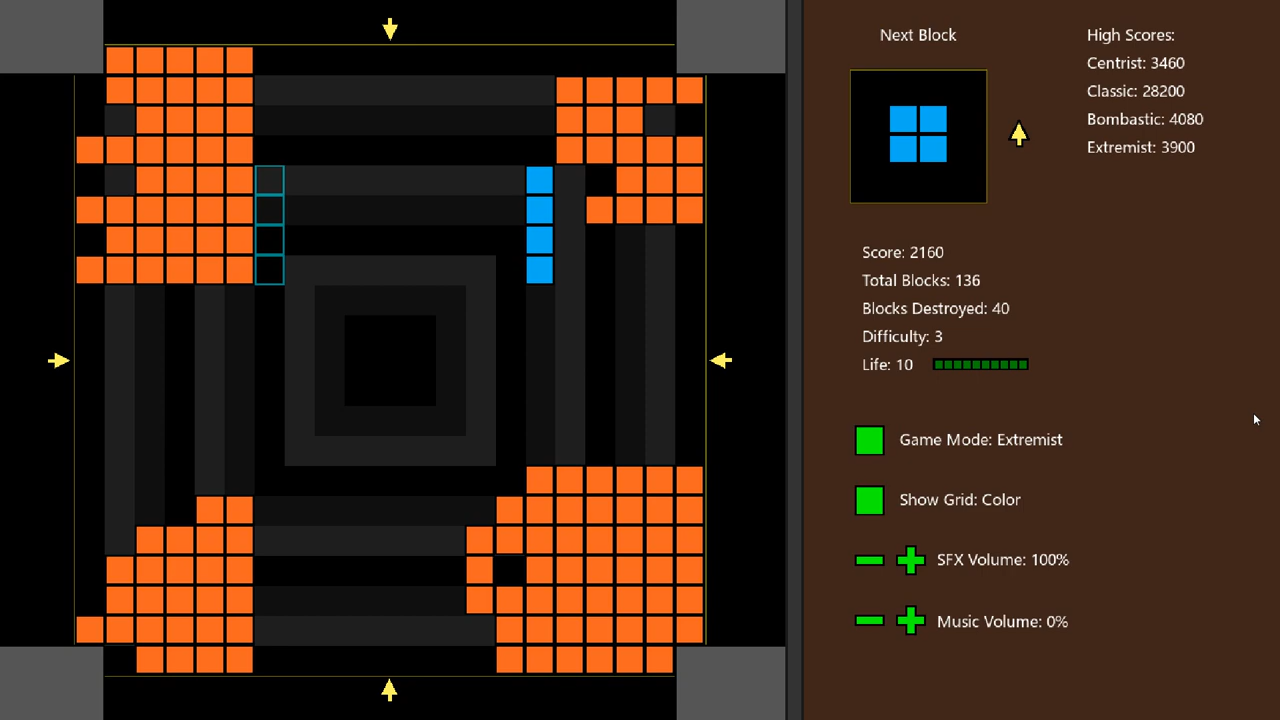 Next Block
High Scores:
Centrist: 3460
Classic: 28200
Bombastic: 4080
Extremist: 3900
Score: 2160
Total Blocks: 136
Blocks Destroyed: 40
Difficulty: 3
Life: 10
Game Mode: Extremist
Show Grid: Color
SFX Volume: 100%
Music Volume: 0%